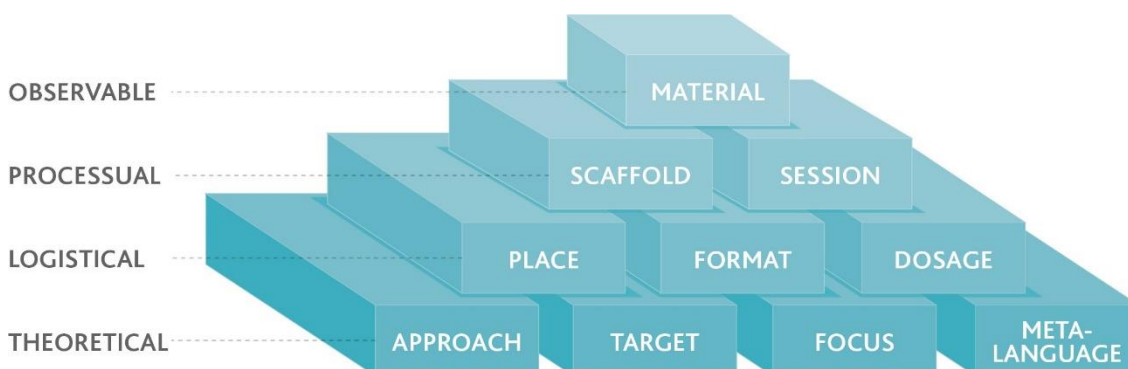 OBSERVABLE MATERIAL
PROCESSUAL SCAFFOLD SESSION
LOGISTICAL PLACE FORMAT DOSAGE
THEORETICAL APPROACH TARGET FOCUS META-
LANGUAGE